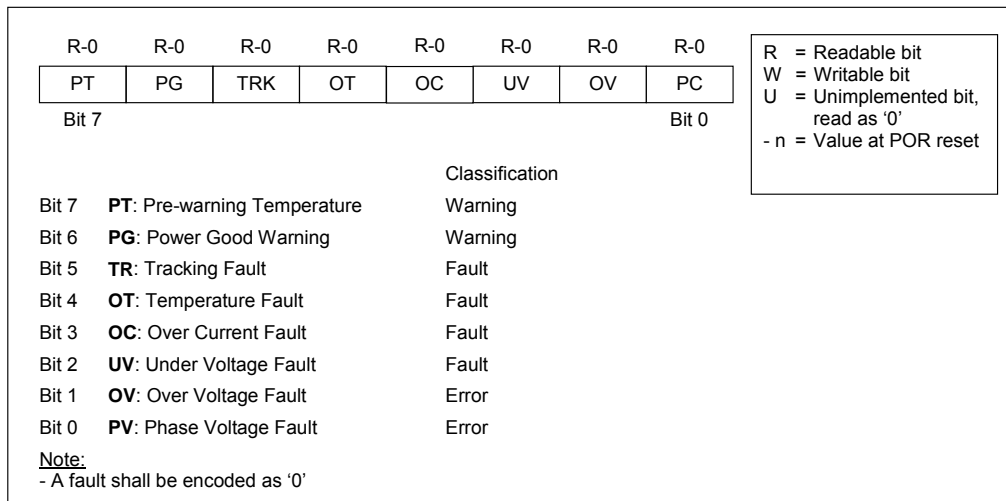 R-0 R-0 R-0 R-0 R-0 R-0 R-0 R-0
PT PG TRK OT OC UV OV PC
Bit 7 Bit 0
R = Readable bit
W = Writable bit
U = Unimplemented bit,
read as ‘0’
- n = Value at POR reset
Classification
Bit 7 PT: Pre-warning Temperature Warning
Bit 6 PG: Power Good Warning Warning
Bit 5 TR: Tracking Fault Fault
Bit 4 OT: Temperature Fault Fault
Bit 3 OC: Over Current Fault Fault
Bit 2 UV: Under Voltage Fault Fault
Bit 1 OV: Over Voltage Fault Error
Bit 0 PV: Phase Voltage Fault Error
Note:
- A fault shall be encoded as ‘0’